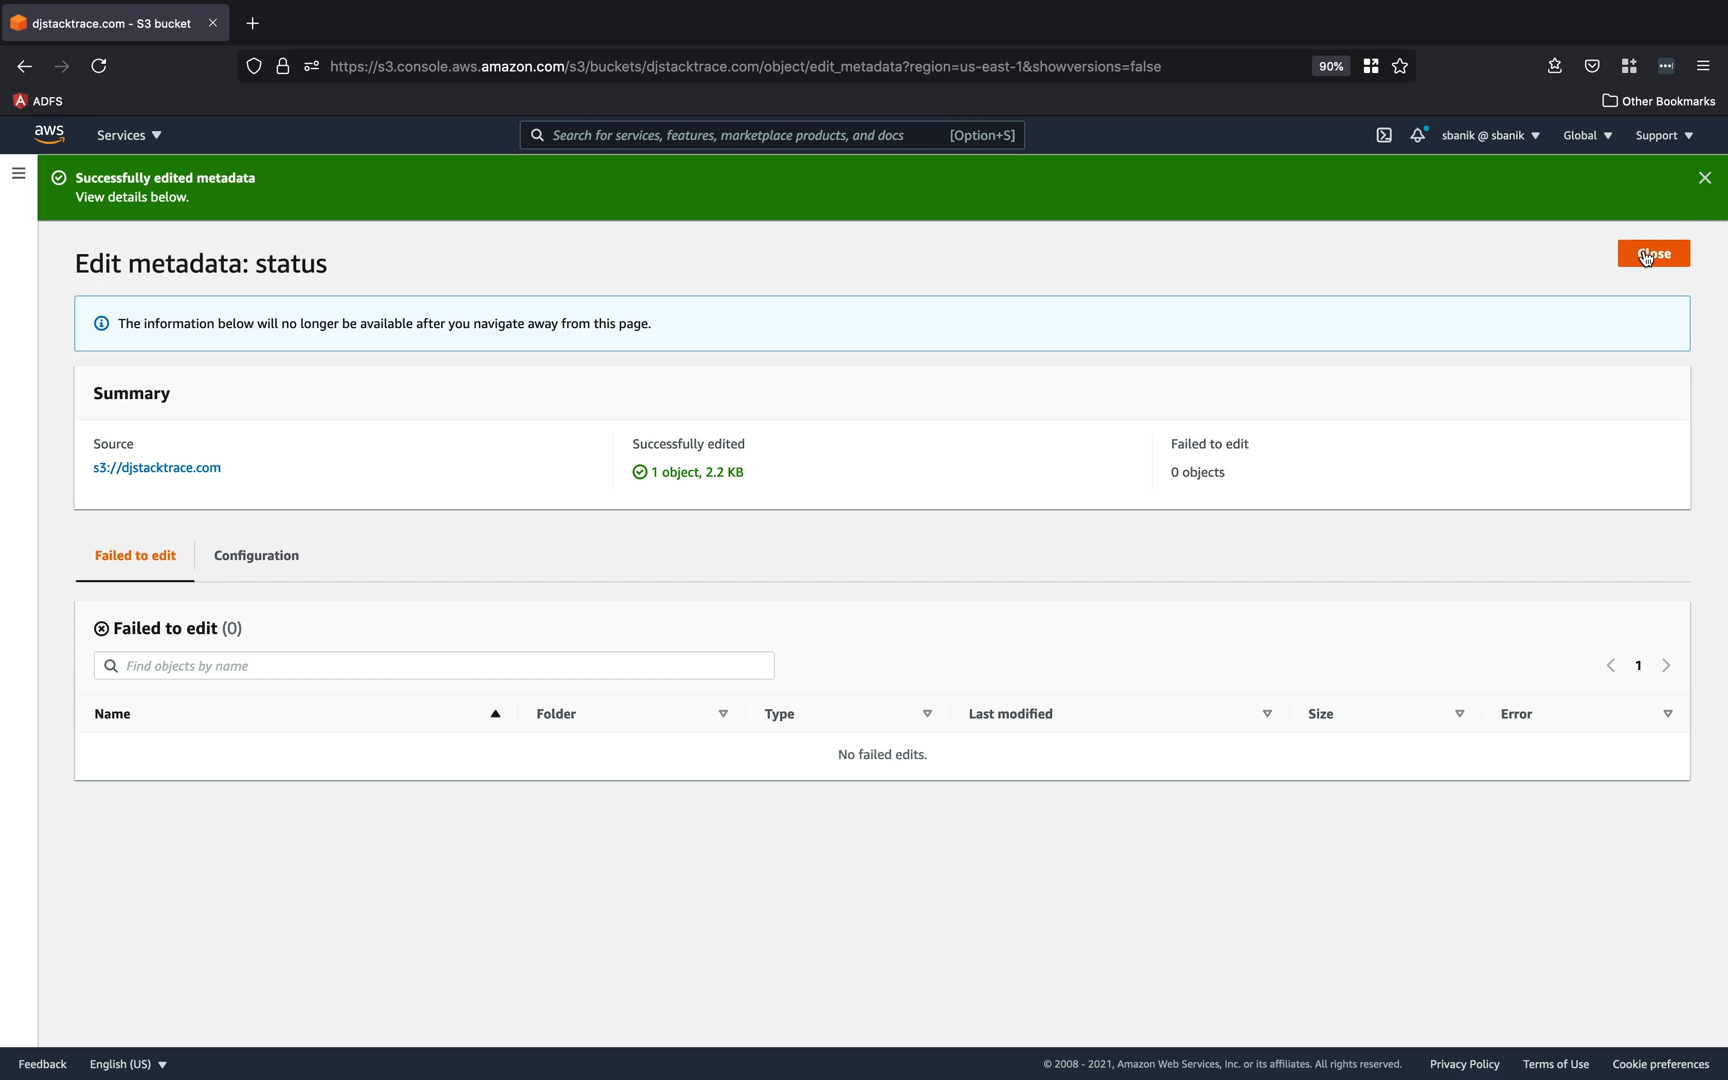 djstacktrace.com - S3 bucket
https://s3.console.aws.amazon.com/s3/buckets/djstacktrace.com/object/edit_metadata?region=us-east-1&showversions=false
90%
ADFS
Other Bookmarks
aws
Services
Search for services, features, marketplace products, and docs
[Option+S]
sbanik @ sbanik
Global
Support
Successfully edited metadata
View details below.
Edit metadata: status
Close
The information below will no longer be available after you navigate away from this page.
Summary
Source
s3://djstacktrace.com
Successfully edited
1 object, 2.2 KB
Failed to edit
0 objects
Failed to edit
Configuration
Failed to edit (0)
Find objects by name
1
Name
Folder
Type
Last modified
Size
Error
No failed edits.
Feedback
English (US)
© 2008 - 2021, Amazon Web Services, Inc. or its affiliates. All rights reserved.
Privacy Policy
Terms of Use
Cookie preferences